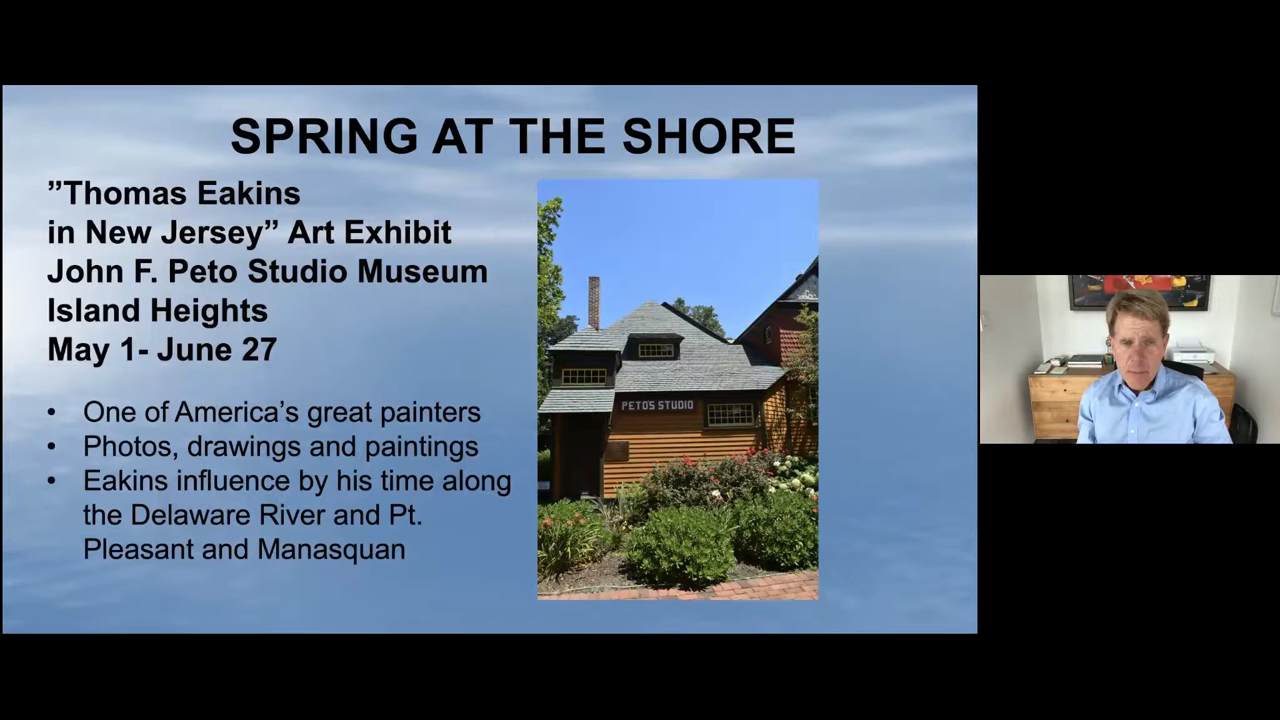 SPRING AT THE SHORE
”Thomas Eakins
in New Jersey” Art Exhibit
John F. Peto Studio Museum
Island Heights
May 1- June 27
• One of America’s great painters
• Photos, drawings and paintings
• Eakins influence by his time along
the Delaware River and Pt.
Pleasant and Manasquan
PETO'S STUDIO